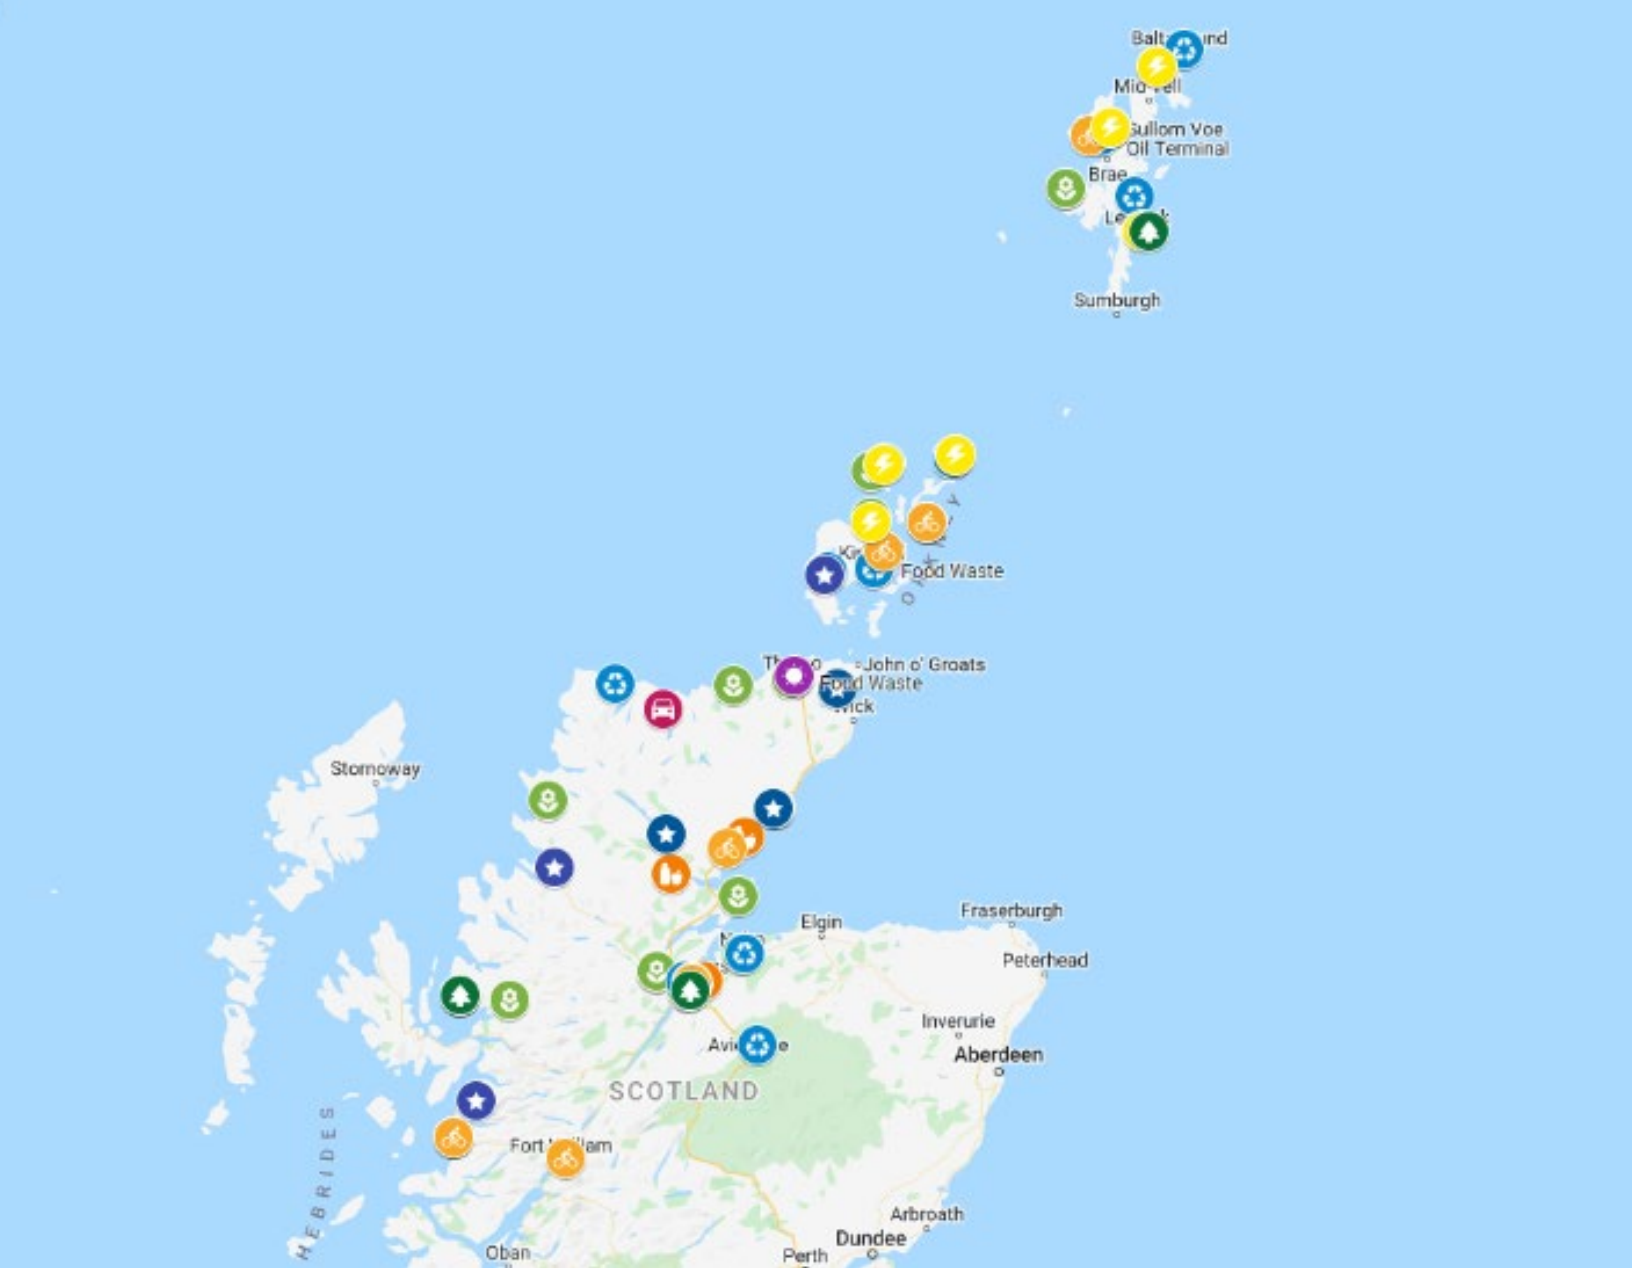 Sullom Voe
Oil Terminal
Brae
Sumburgh
Food Waste
John o' Groats
Food Waste
Stornoway
Elgin
Fraserburgh
Peterhead
Inverurie
Aberdeen
SCOTLAND
Fort
HEBRIDES
Arbroath
Dundee
Oban
Perth